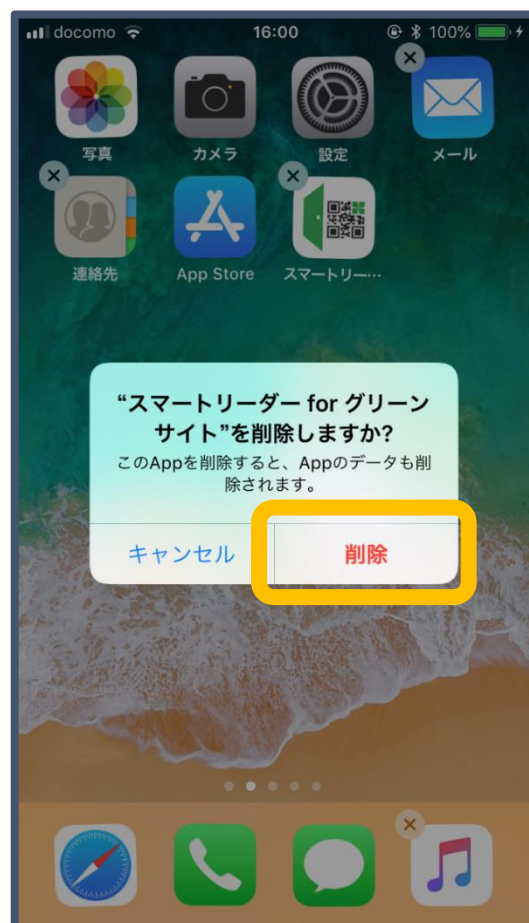 docomo 16:00 100%
写真 カメラ 設定 メール
連絡先 App Store スマートリー…
“スマートリーダー for グリーン
サイト”を削除しますか?
このAppを削除すると、Appのデータも削
除されます。
キャンセル 削除